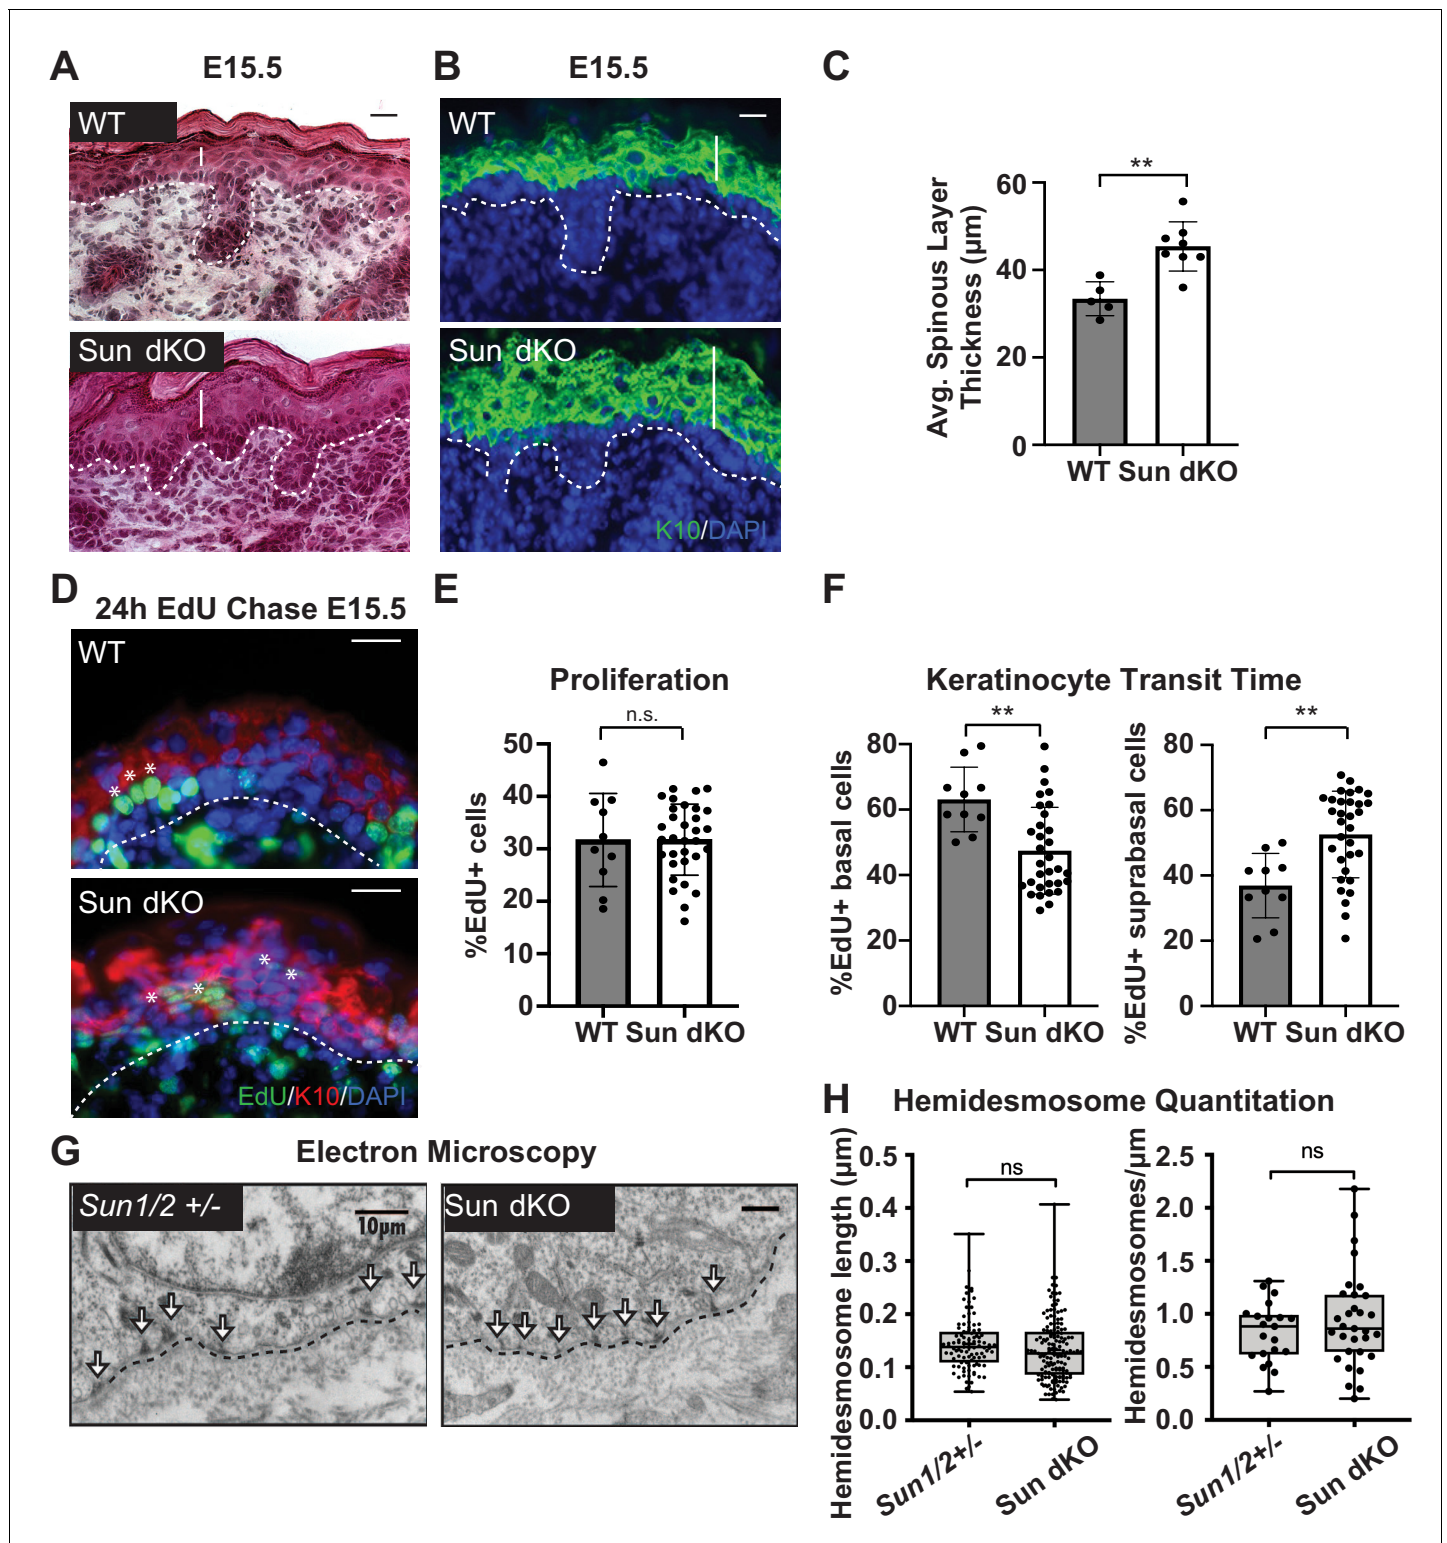 A
E15.5
WT
Sun dKO
B
E15.5
WT
Sun dKO
K10/DAPI
C
Avg. Spinous Layer
Thickness (µm)
60
40
20
0
**
WT Sun dKO
D
24h EdU Chase E15.5
WT
* * *
Sun dKO
* * * *
EdU/K10/DAPI
E
Proliferation
n.s.
%EdU+ cells
50
40
30
20
10
0
WT Sun dKO
F
Keratinocyte Transit Time
**
%EdU+ basal cells
80
60
40
20
0
WT Sun dKO
**
%EdU+ suprabasal cells
80
60
40
20
0
WT Sun dKO
G
Electron Microscopy
Sun1/2 +/-
10µm
Sun dKO
H
Hemidesmosome Quantitation
Hemidesmosome length (µm)
0.5
0.4
0.3
0.2
0.1
0.0
ns
Sun1/2+/-
Sun dKO
Hemidesmosomes/µm
2.5
2.0
1.5
1.0
0.5
0.0
ns
Sun1/2+/-
Sun dKO